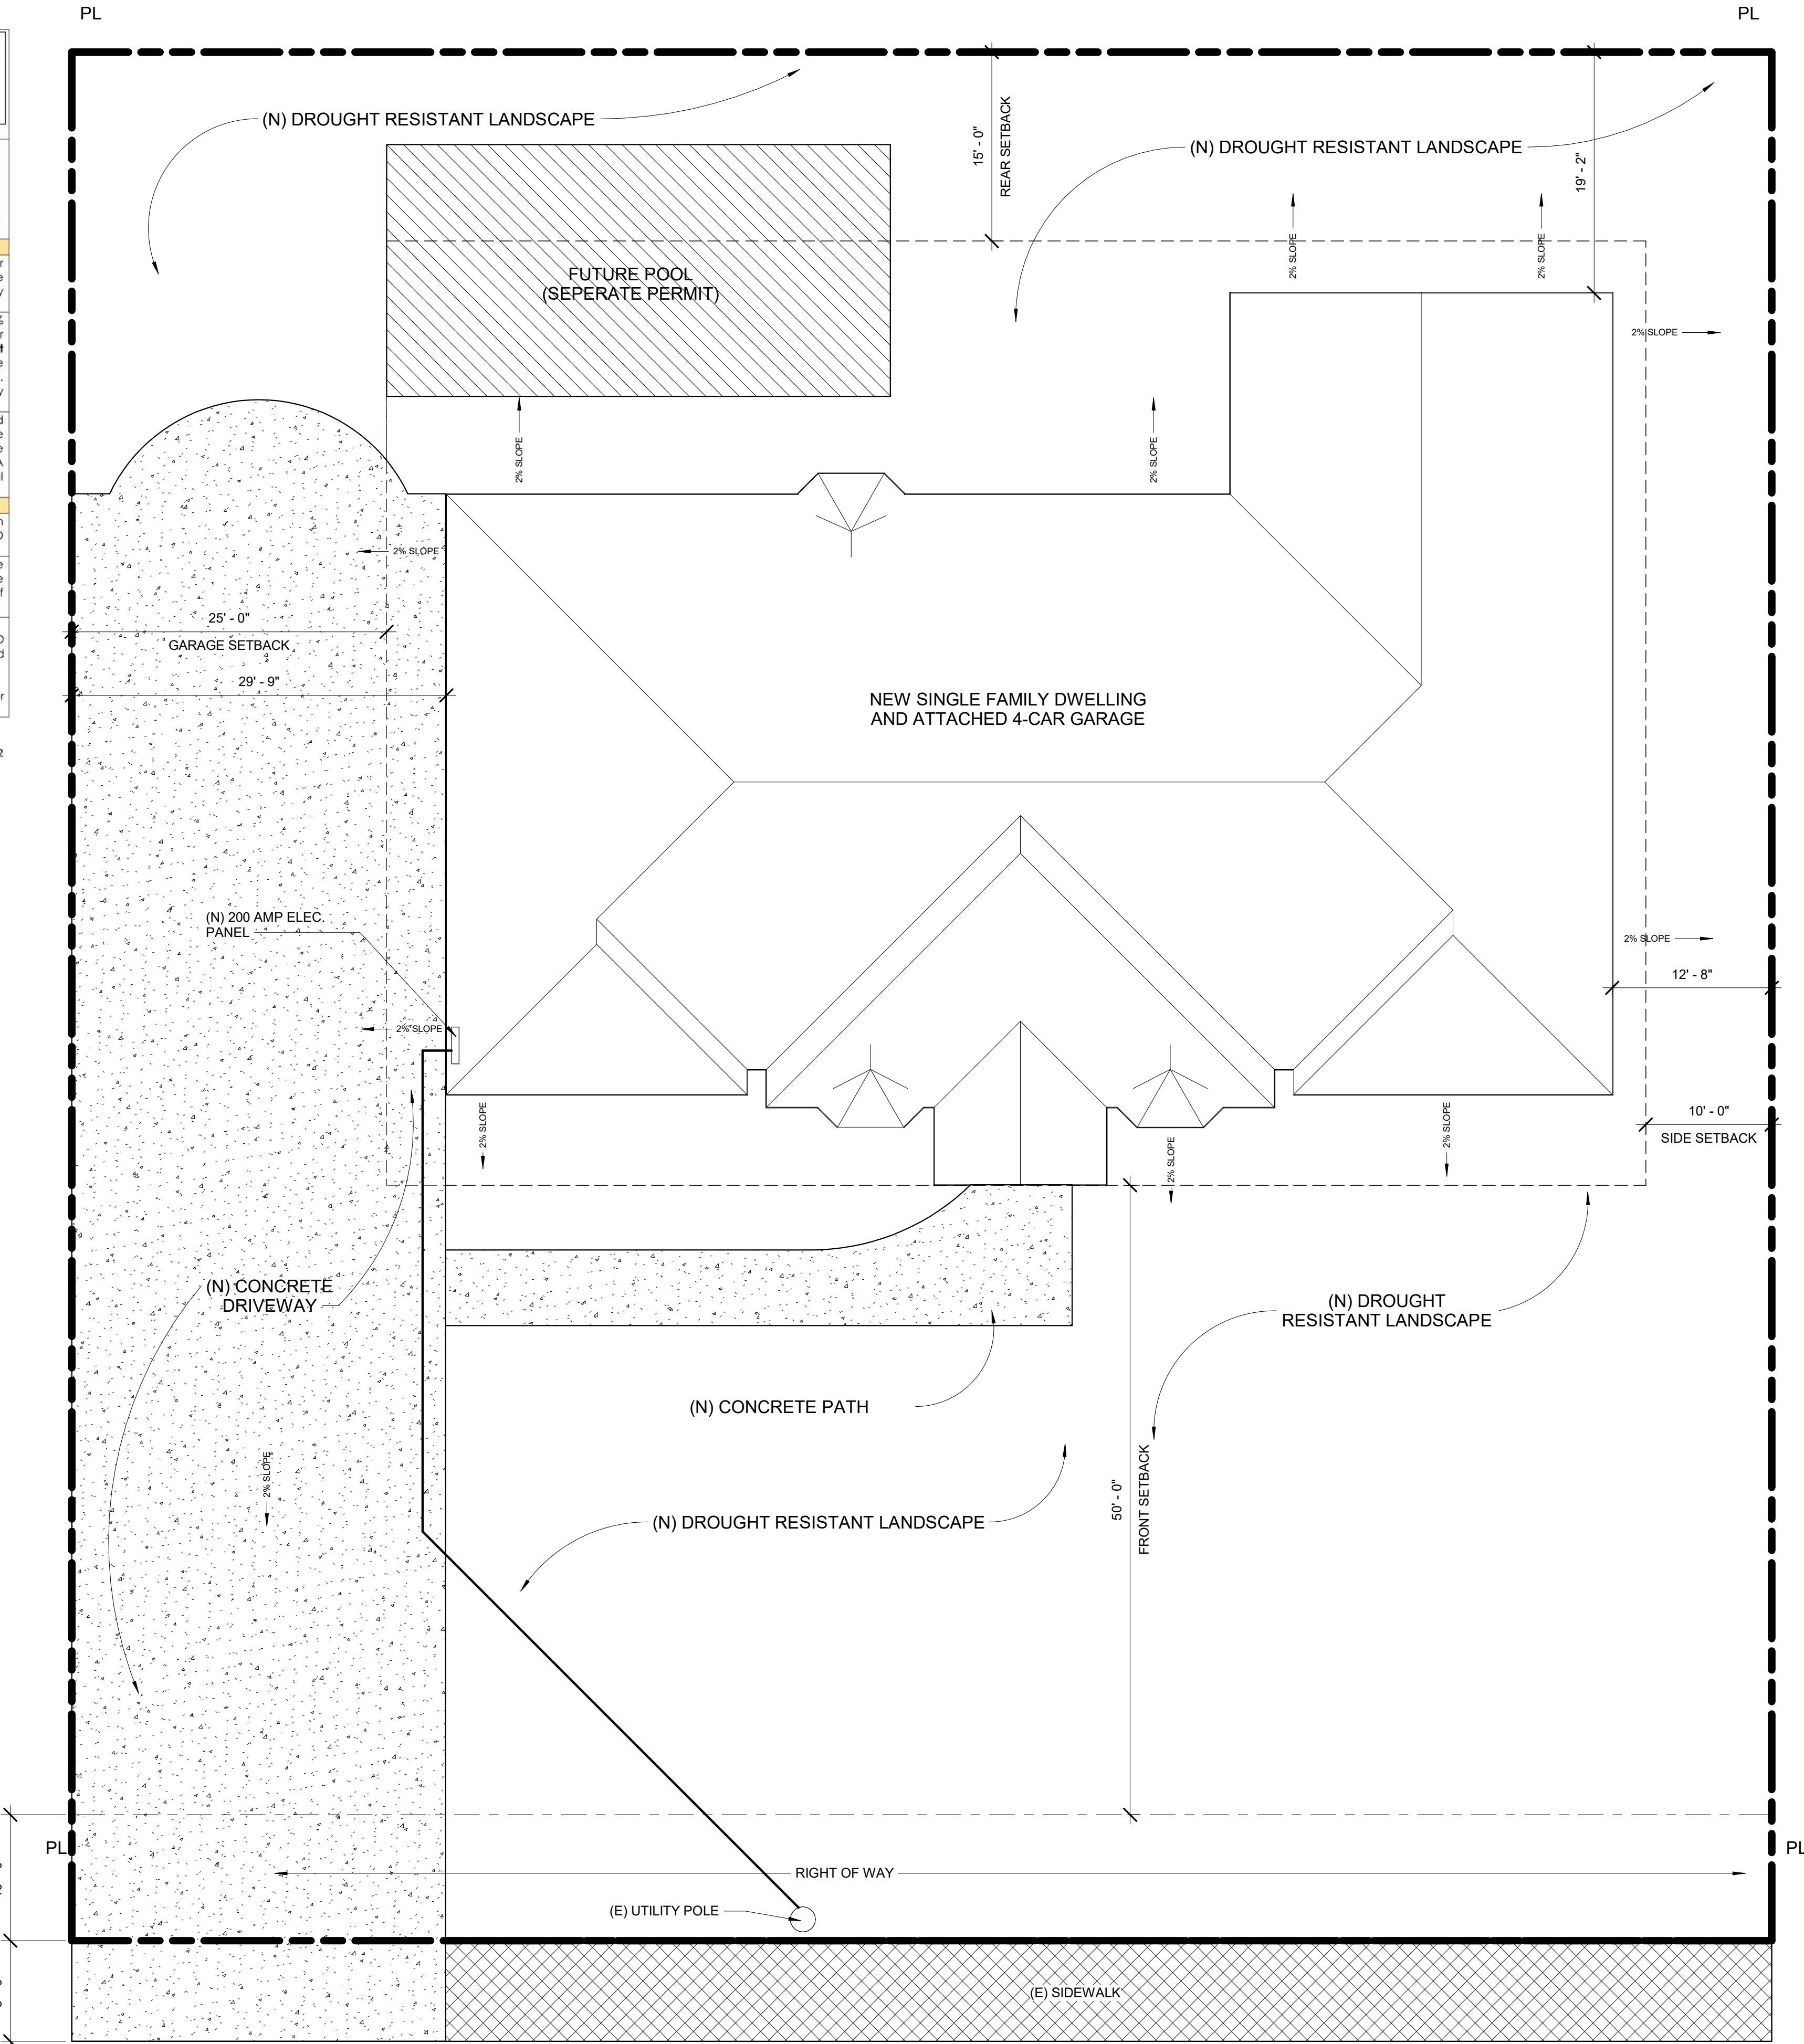 PL
PL
(N) DROUGHT RESISTANT LANDSCAPE
15' - 0"
REAR SETBACK
(N) DROUGHT RESISTANT LANDSCAPE
19' - 2"
2% SLOPE
2% SLOPE
FUTURE POOL
(SEPERATE PERMIT)
2% SLOPE
2% SLOPE
2% SLOPE
2% SLOPE
25' - 0"
GARAGE SETBACK
29' - 9"
NEW SINGLE FAMILY DWELLING
AND ATTACHED 4-CAR GARAGE
(N) 200 AMP ELEC.
PANEL
2% SLOPE
12' - 8"
2% SLOPE
10' - 0"
SIDE SETBACK
2% SLOPE
2% SLOPE
2% SLOPE
(N) CONCRETE
DRIVEWAY
(N) DROUGHT
RESISTANT LANDSCAPE
(N) CONCRETE PATH
2% SLOPE
50' - 0"
FRONT SETBACK
(N) DROUGHT RESISTANT LANDSCAPE
PL
PL
RIGHT OF WAY
(E) UTILITY POLE
(E) SIDEWALK